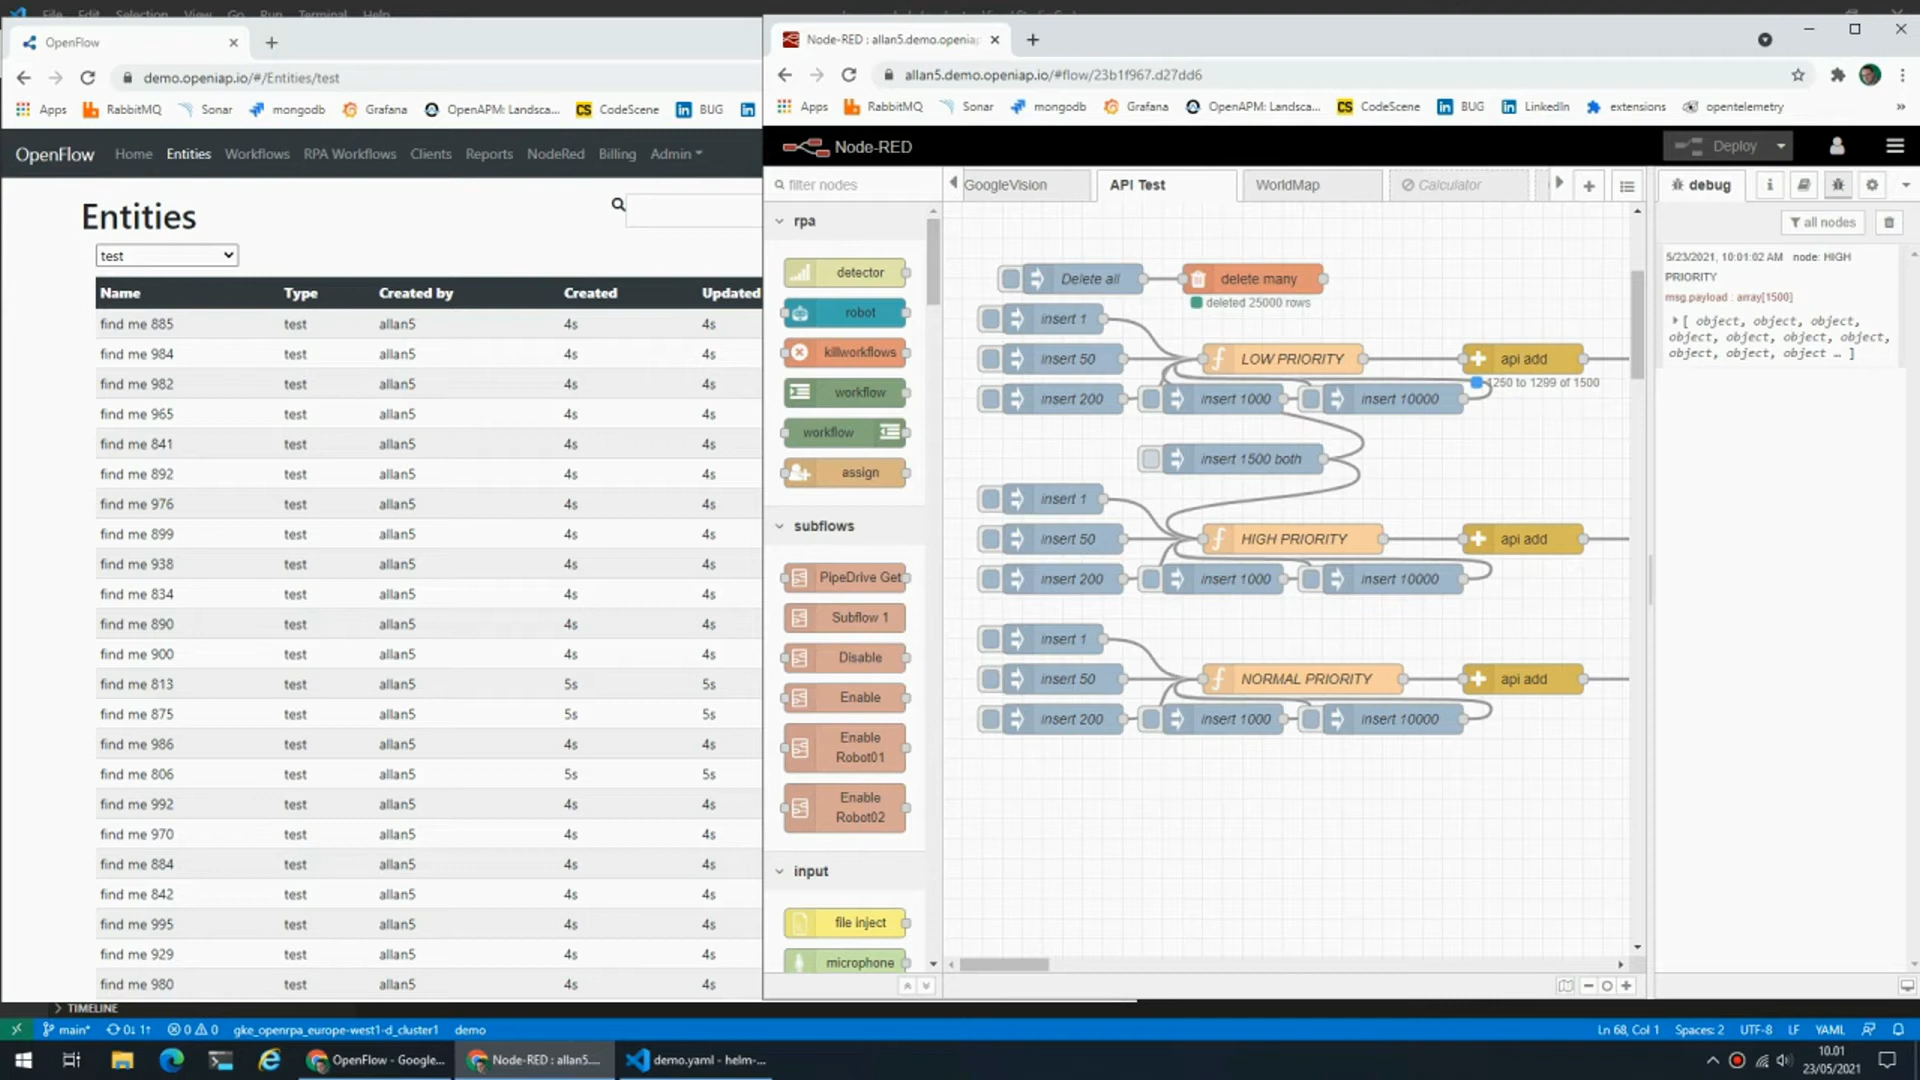 File Edit Selection View Go Run Terminal Help
OpenFlow
demo.openiap.io/#/Entities/test
Apps RabbitMQ Sonar mongodb Grafana OpenAPM: Landsca... CodeScene BUG
OpenFlow Home Entities Workflows RPA Workflows Clients Reports NodeRed Billing Admin
Entities
test
Name Type Created by Created Updated
find me 885 test allan5 4s 4s
find me 984 test allan5 4s 4s
find me 982 test allan5 4s 4s
find me 965 test allan5 4s 4s
find me 841 test allan5 4s 4s
find me 892 test allan5 4s 4s
find me 976 test allan5 4s 4s
find me 899 test allan5 4s 4s
find me 938 test allan5 4s 4s
find me 834 test allan5 4s 4s
find me 890 test allan5 4s 4s
find me 900 test allan5 4s 4s
find me 813 test allan5 5s 5s
find me 875 test allan5 5s 5s
find me 986 test allan5 4s 4s
find me 806 test allan5 5s 5s
find me 992 test allan5 4s 4s
find me 970 test allan5 4s 4s
find me 884 test allan5 4s 4s
find me 842 test allan5 4s 4s
find me 995 test allan5 4s 4s
find me 929 test allan5 4s 4s
find me 980 test allan5 4s 4s
Node-RED : allan5.demo.openiap
allan5.demo.openiap.io/#flow/23b1f967.d27dd6
Apps RabbitMQ Sonar mongodb Grafana OpenAPM: Landsca... CodeScene BUG LinkedIn extensions opentelemetry »
Node-RED
Deploy
filter nodes
rpa
detector
robot
killworkflows
workflow
workflow
assign
subflows
PipeDrive Get
Subflow 1
Disable
Enable
Enable
Robot01
Enable
Robot02
input
file inject
microphone
GoogleVision API Test WorldMap Calculator
Delete all delete many
deleted 25000 rows
insert 1
insert 50 LOW PRIORITY api add
1250 to 1299 of 1500
insert 200 insert 1000 insert 10000
insert 1500 both
insert 1
insert 50 HIGH PRIORITY api add
insert 200 insert 1000 insert 10000
insert 1
insert 50 NORMAL PRIORITY api add
insert 200 insert 1000 insert 10000
debug
all nodes
5/23/2021, 10:01:02 AM node: HIGH
PRIORITY
msg.payload : array[1500]
[ object, object, object,
object, object, object, object,
object, object, object … ]
TIMELINE
main* 0↓ 1↑ 0 0 gke_openrpa_europe-west1-d_cluster1 demo
Ln 68, Col 1 Spaces: 2 UTF-8 LF YAML
OpenFlow - Google... Node-RED : allan5.... demo.yaml - helm-...
10.01
23/05/2021